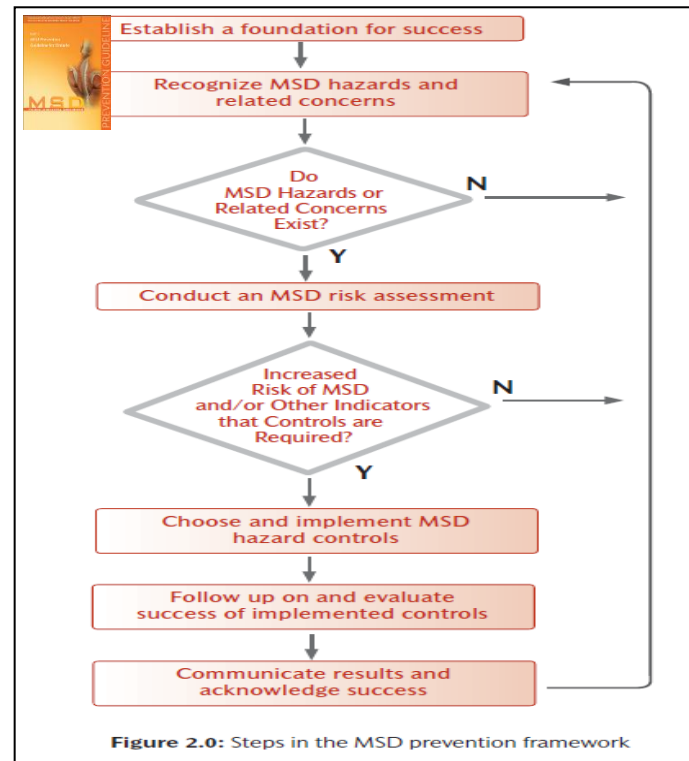 Establish a foundation for success
MSD
PREVENTION GUIDELINE
Recognize MSD hazards and
related concerns
Do
MSD Hazards or
Related Concerns
Exist?
N
Y
Conduct an MSD risk assessment
Increased
Risk of MSD
and/or Other Indicators
that Controls are
Required?
N
Y
Choose and implement MSD
hazard controls
Follow up on and evaluate
success of implemented controls
Communicate results and
acknowledge success
Figure 2.0: Steps in the MSD prevention framework